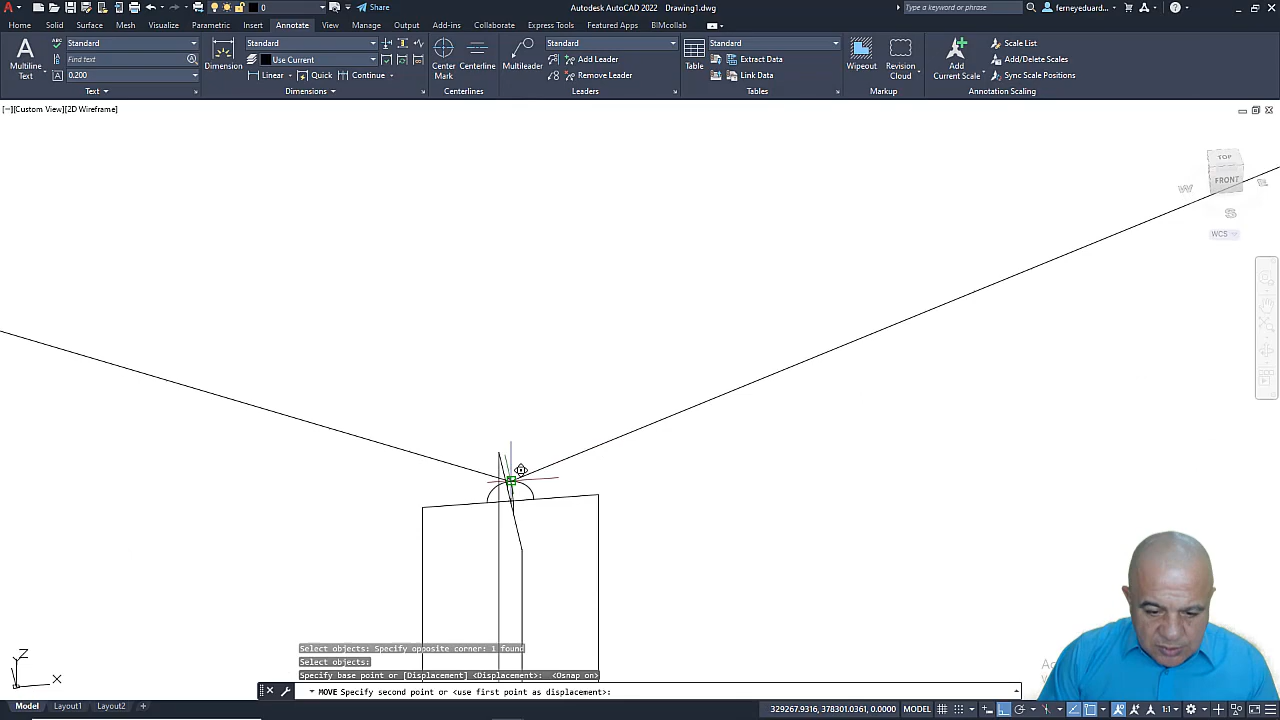 Share
Autodesk AutoCAD 2022 Drawing1.dwg
Type a keyword or phrase
ferneyeduard...
Home Solid Surface Mesh Visualize Parametric Insert Annotate View Manage Output Add-ins Collaborate Express Tools Featured Apps BIMcollab
Multiline
Text
Standard
Find text
0.200
Text
Dimension
Standard
Use Current
Linear
Quick
Continue
Dimensions
Center
Mark
Centerline
Centerlines
Multileader
Standard
Add Leader
Remove Leader
Leaders
Table
Standard
Extract Data
Link Data
Tables
Wipeout
Revision
Cloud
Markup
Add
Current Scale
Scale List
Add/Delete Scales
Sync Scale Positions
Annotation Scaling
[−][Custom View][2D Wireframe]
TOP
FRONT
W
E
S
WCS
Select objects: Specify opposite corner: 1 found
Select objects:
Specify base point or [Displacement] <Displacement>: <Osnap on>
MOVE Specify second point or <use first point as displacement>:
Z
X
Model Layout1 Layout2 +
329267.9316, 378301.0361, 0.0000 MODEL
1:1